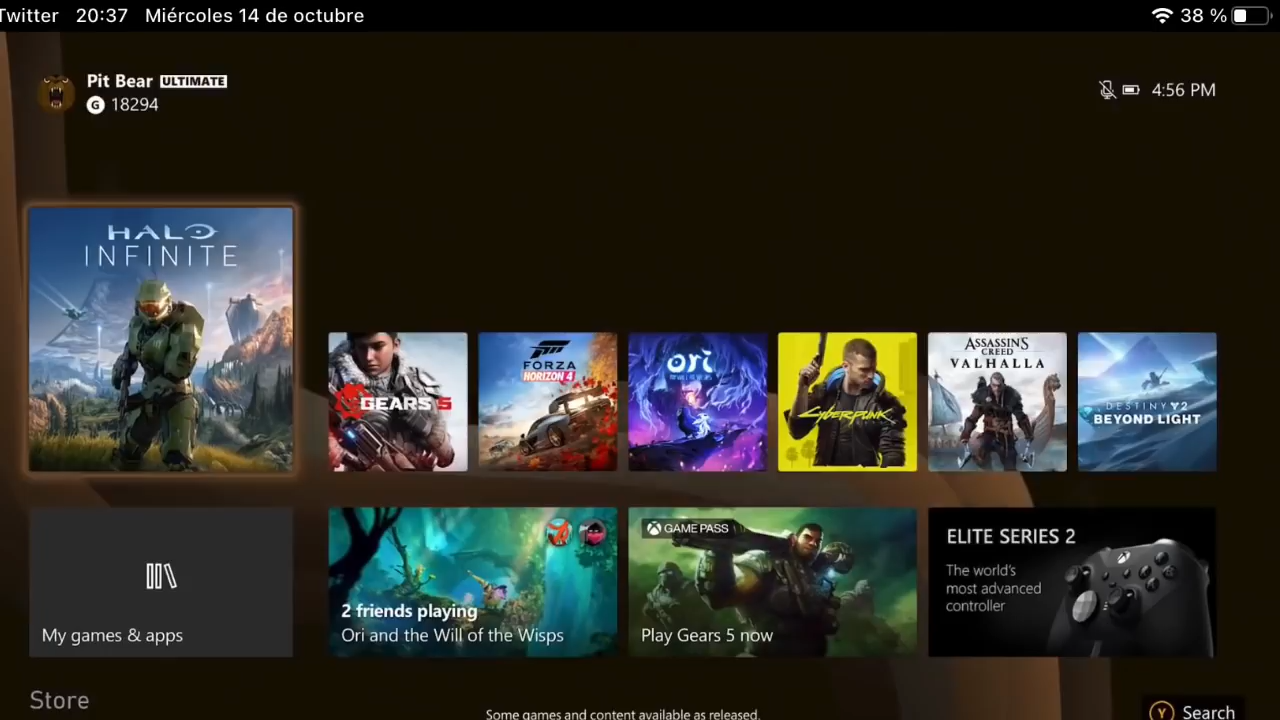 Twitter 20:37 Miércoles 14 de octubre 38 %
Pit Bear ULTIMATE
G 18294
4:56 PM
HALO
INFINITE
GEARS 5
FORZA
HORIZON 4
ori
Cyberpunk
ASSASSIN'S
CREED
VALHALLA
DESTINY 2
BEYOND LIGHT
My games & apps
2 friends playing
Ori and the Will of the Wisps
GAME PASS
Play Gears 5 now
ELITE SERIES 2
The world's
most advanced
controller
Store
Some games and content available as released.
Y Search